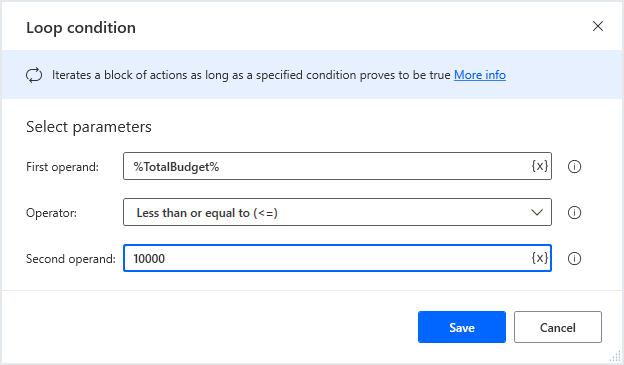 Loop condition
Iterates a block of actions as long as a specified condition proves to be true More info
Select parameters
First operand: %TotalBudget% {x}
Operator: Less than or equal to (<=)
Second operand: 10000 {x}
Save Cancel